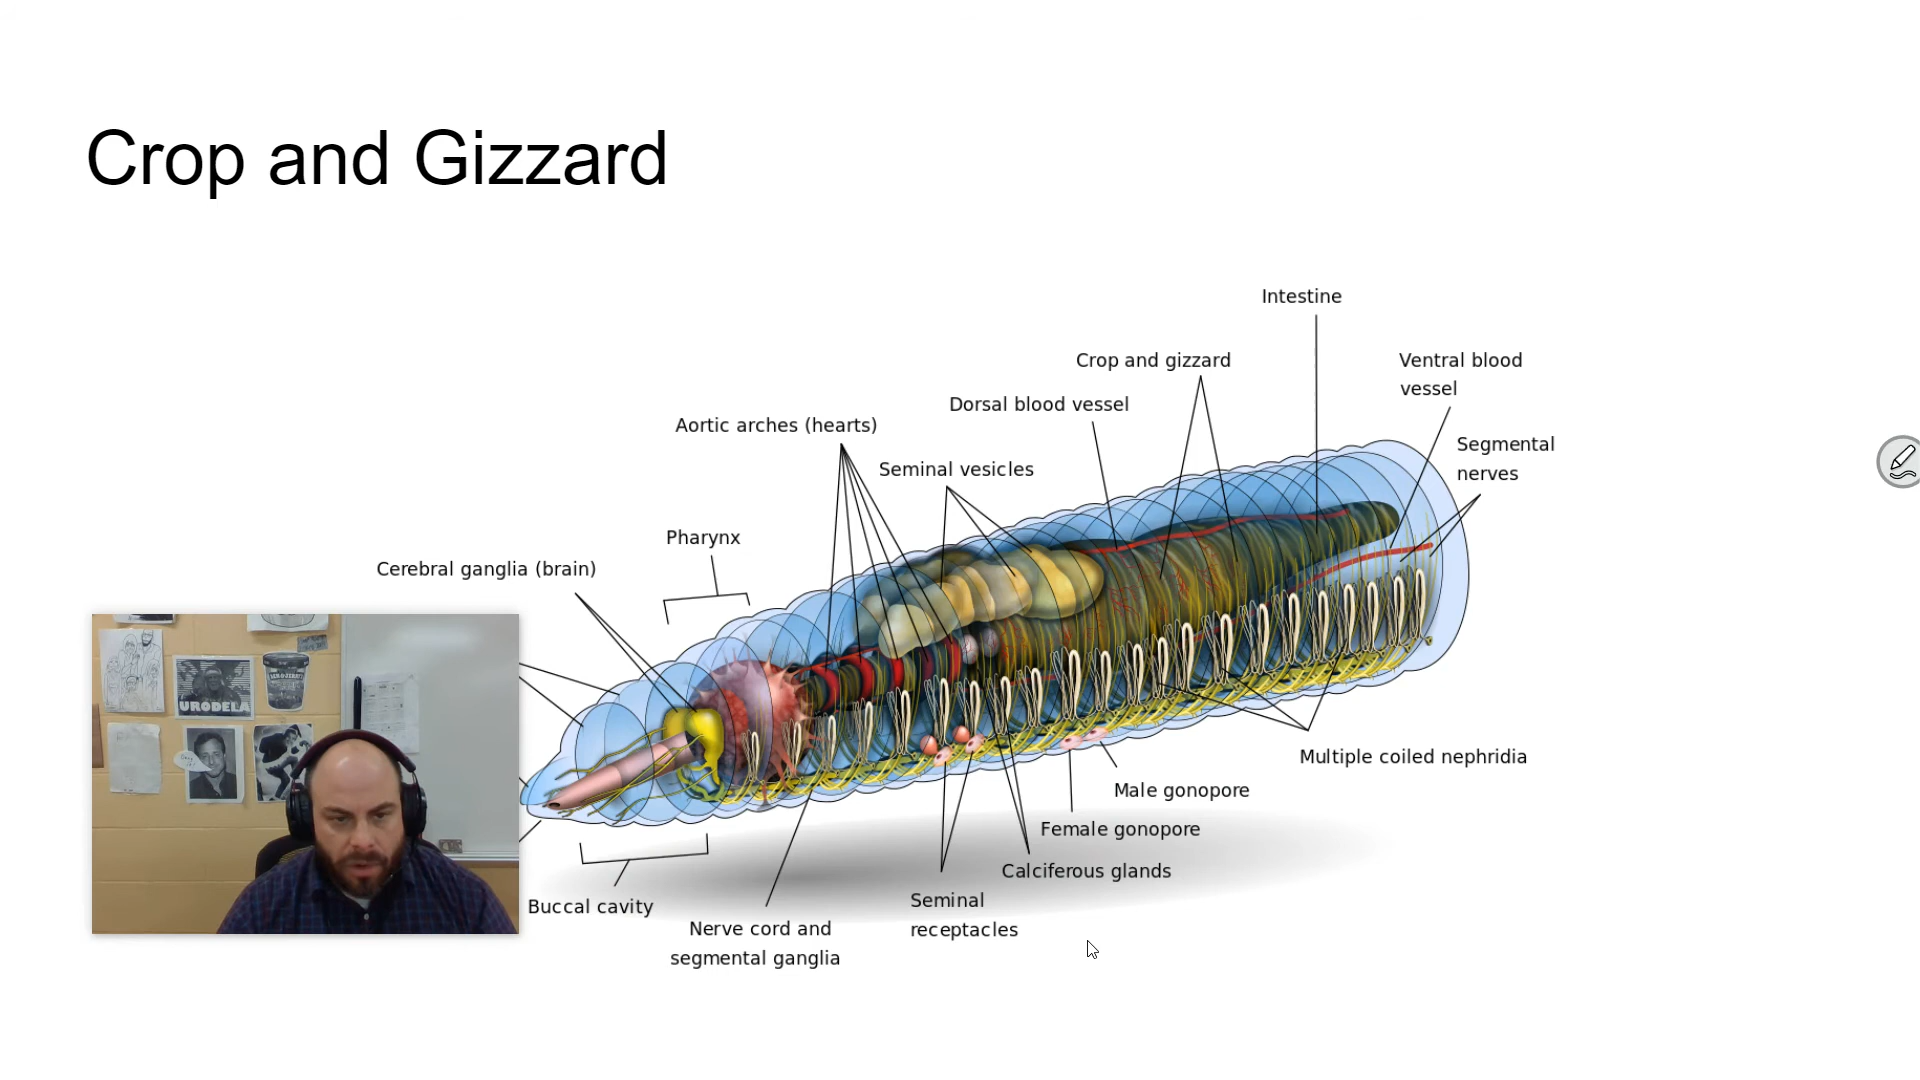 Crop and Gizzard
Intestine
Crop and gizzard
Ventral blood
vessel
Dorsal blood vessel
Aortic arches (hearts)
Segmental
nerves
Seminal vesicles
Pharynx
Cerebral ganglia (brain)
URODELA
Multiple coiled nephridia
Male gonopore
Female gonopore
Calciferous glands
Buccal cavity
Seminal
receptacles
Nerve cord and
segmental ganglia